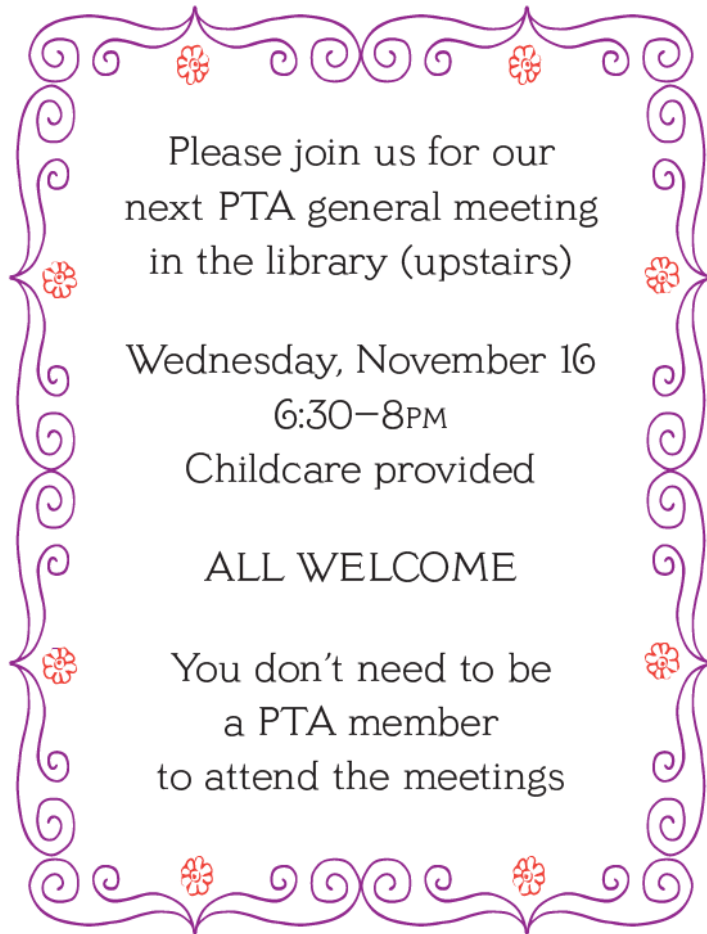 Please join us for our
next PTA general meeting
in the library (upstairs)
Wednesday, November 16
6:30–8PM
Childcare provided
ALL WELCOME
You don’t need to be
a PTA member
to attend the meetings